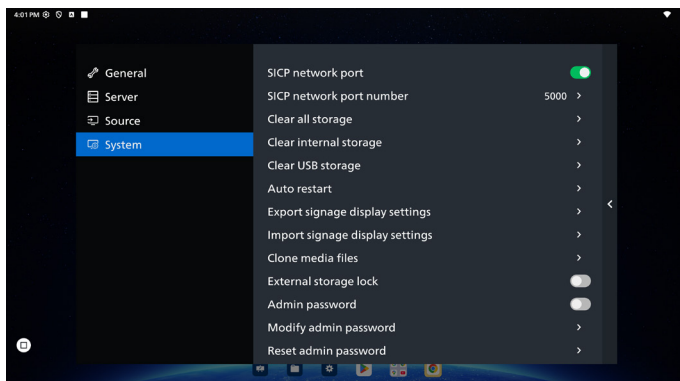 4:01 PM
General
Server
Source
System
SICP network port
SICP network port number 5000
Clear all storage
Clear internal storage
Clear USB storage
Auto restart
Export signage display settings
Import signage display settings
Clone media files
External storage lock
Admin password
Modify admin password
Reset admin password